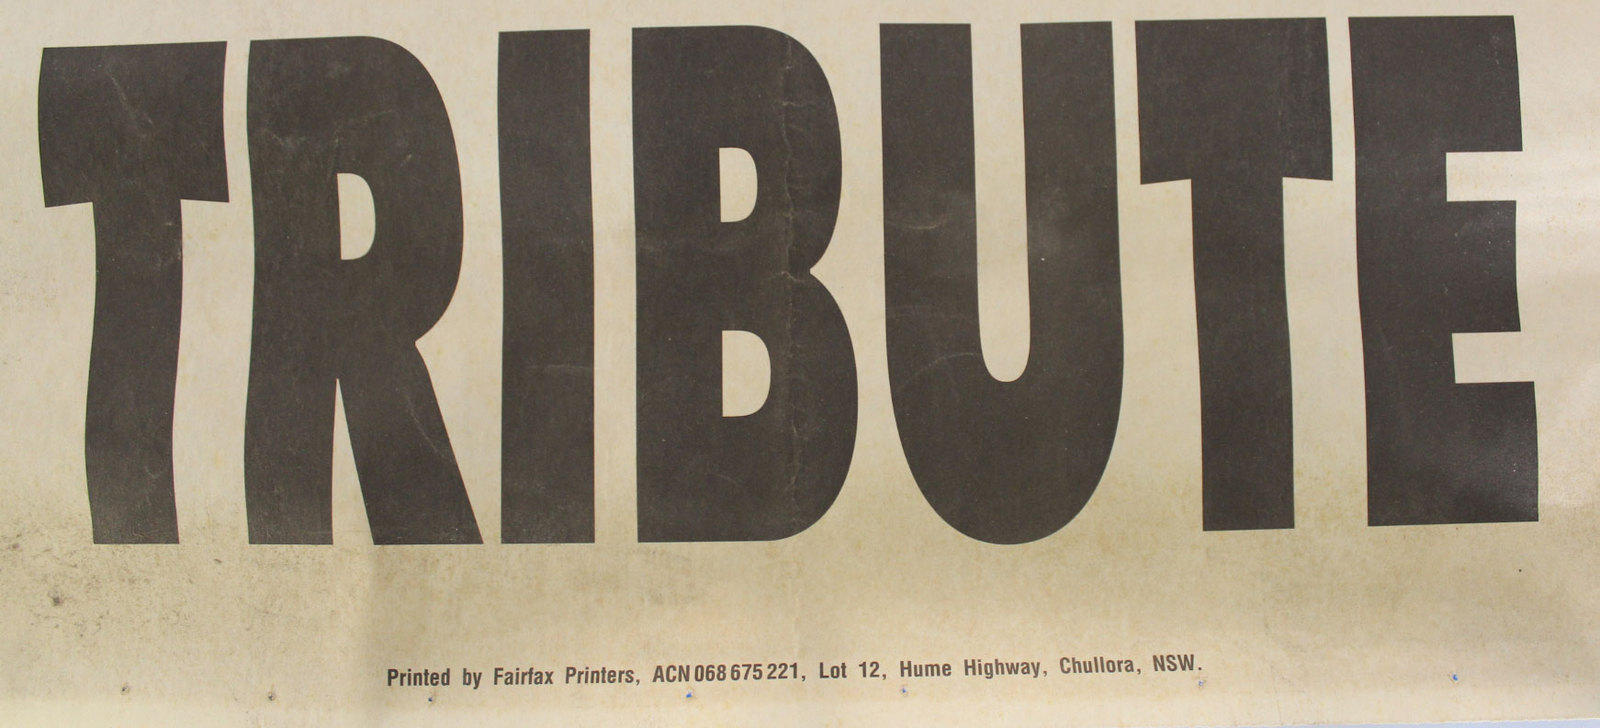 TRIBUTE
Printed by Fairfax Printers, ACN 068 675 221, Lot 12, Hume Highway, Chullora, NSW.